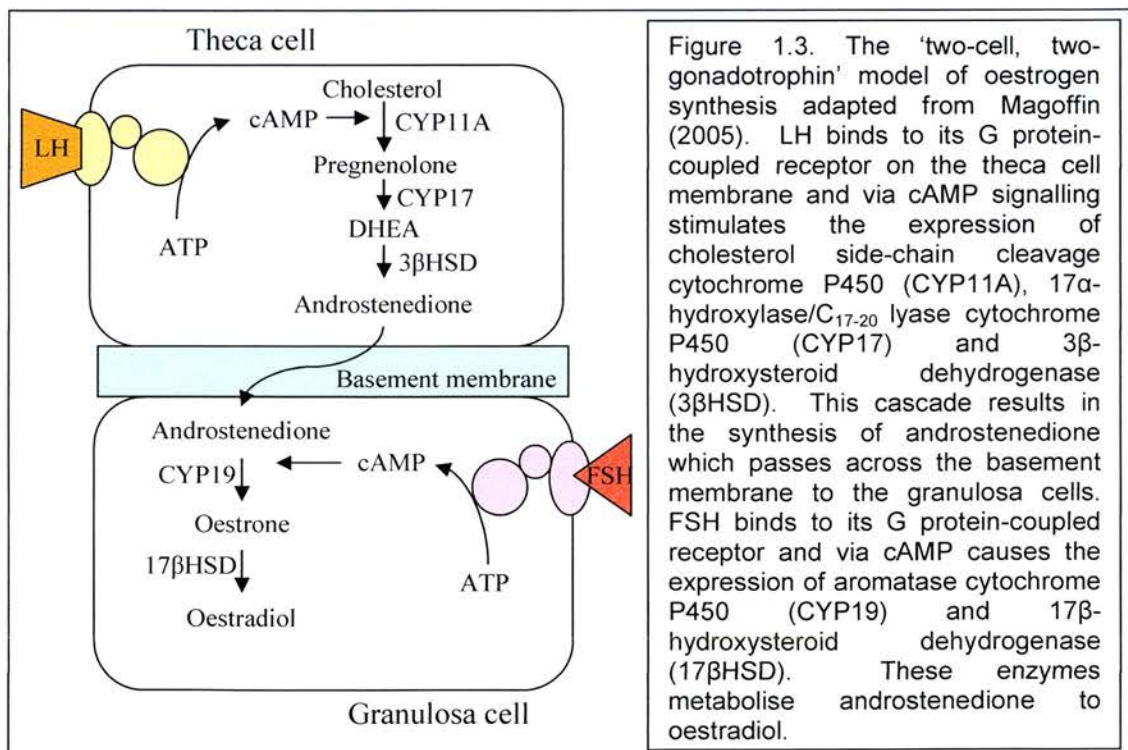 Theca cell
Cholesterol
cAMP
CYP11A
LH
Pregnenolone
CYP17
ATP
DHEA
3βHSD
Androstenedione
Basement membrane
Androstenedione
CYP19
cAMP
FSH
Oestrone
17βHSD
ATP
Oestradiol
Granulosa cell
Figure 1.3. The ‘two-cell, two-
gonadotrophin’ model of oestrogen
synthesis adapted from Magoffin
(2005). LH binds to its G protein-
coupled receptor on the theca cell
membrane and via cAMP signalling
stimulates the expression of
cholesterol side-chain cleavage
cytochrome P450 (CYP11A), 17α-
hydroxylase/C17-20 lyase cytochrome
P450 (CYP17) and 3β-
hydroxysteroid dehydrogenase
(3βHSD). This cascade results in
the synthesis of androstenedione
which passes across the basement
membrane to the granulosa cells.
FSH binds to its G protein-coupled
receptor and via cAMP causes the
expression of aromatase cytochrome
P450 (CYP19) and 17β-
hydroxysteroid dehydrogenase
(17βHSD). These enzymes
metabolise androstenedione to
oestradiol.